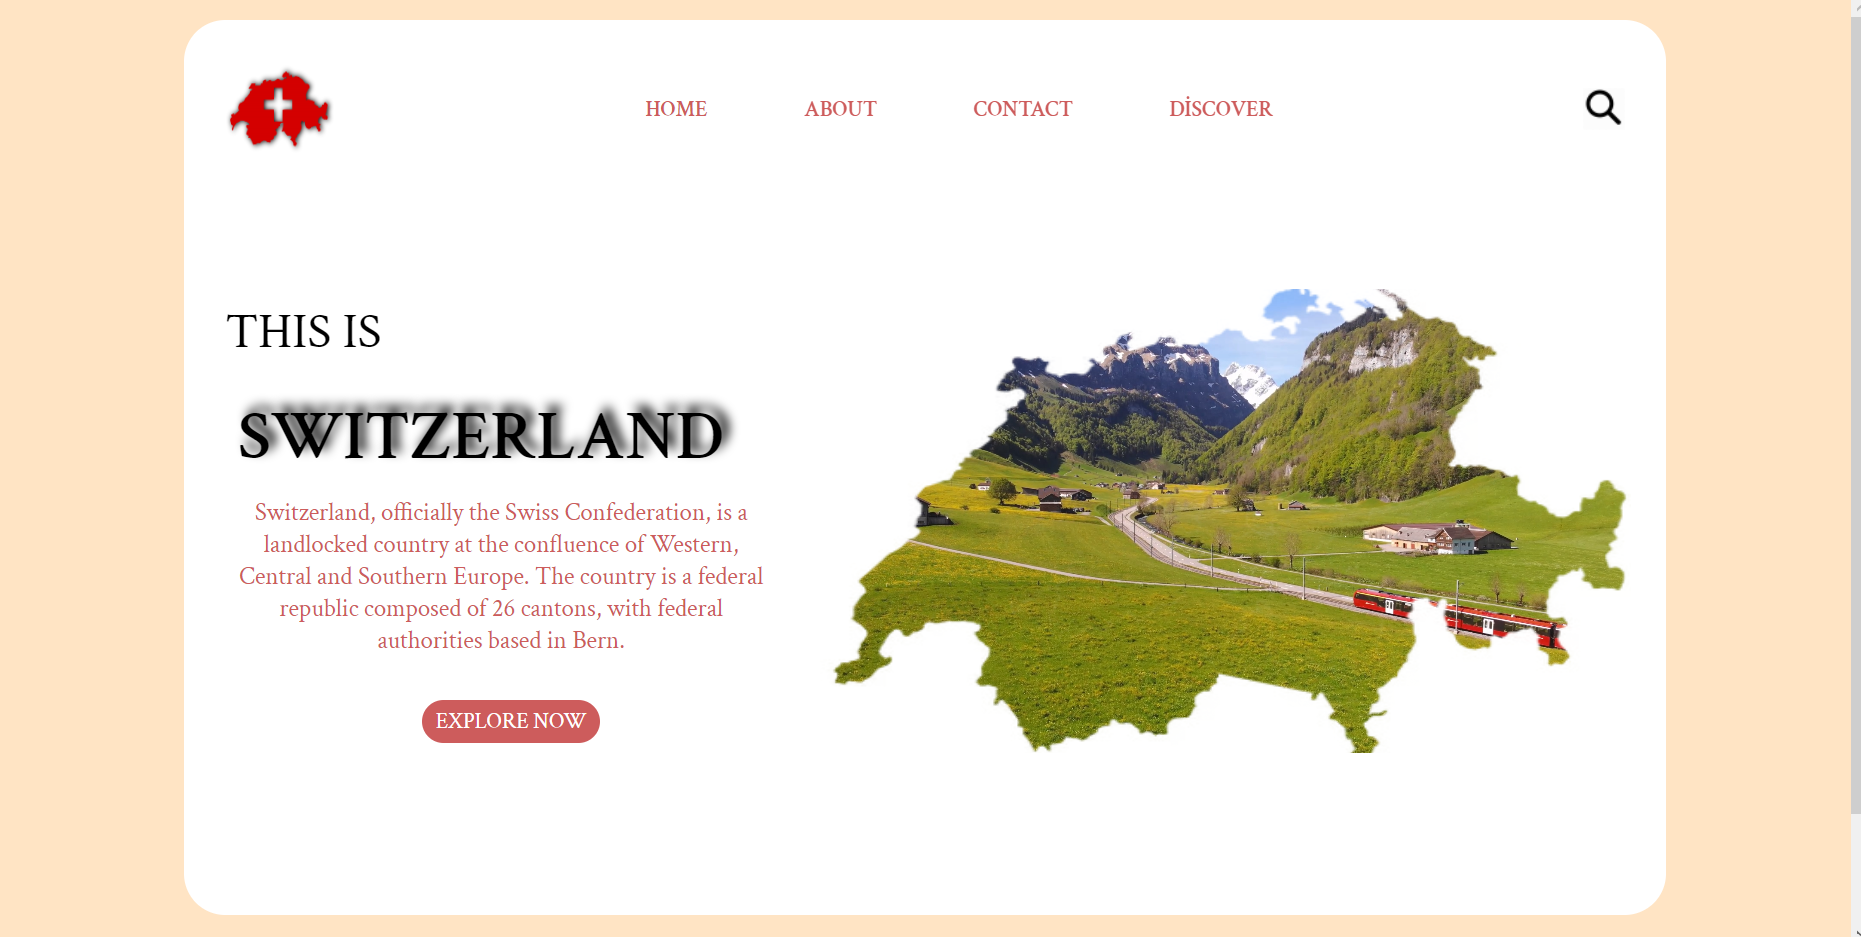 HOME ABOUT CONTACT DİSCOVER
THIS IS
SWITZERLAND
Switzerland, officially the Swiss Confederation, is a
landlocked country at the confluence of Western,
Central and Southern Europe. The country is a federal
republic composed of 26 cantons, with federal
authorities based in Bern.
EXPLORE NOW